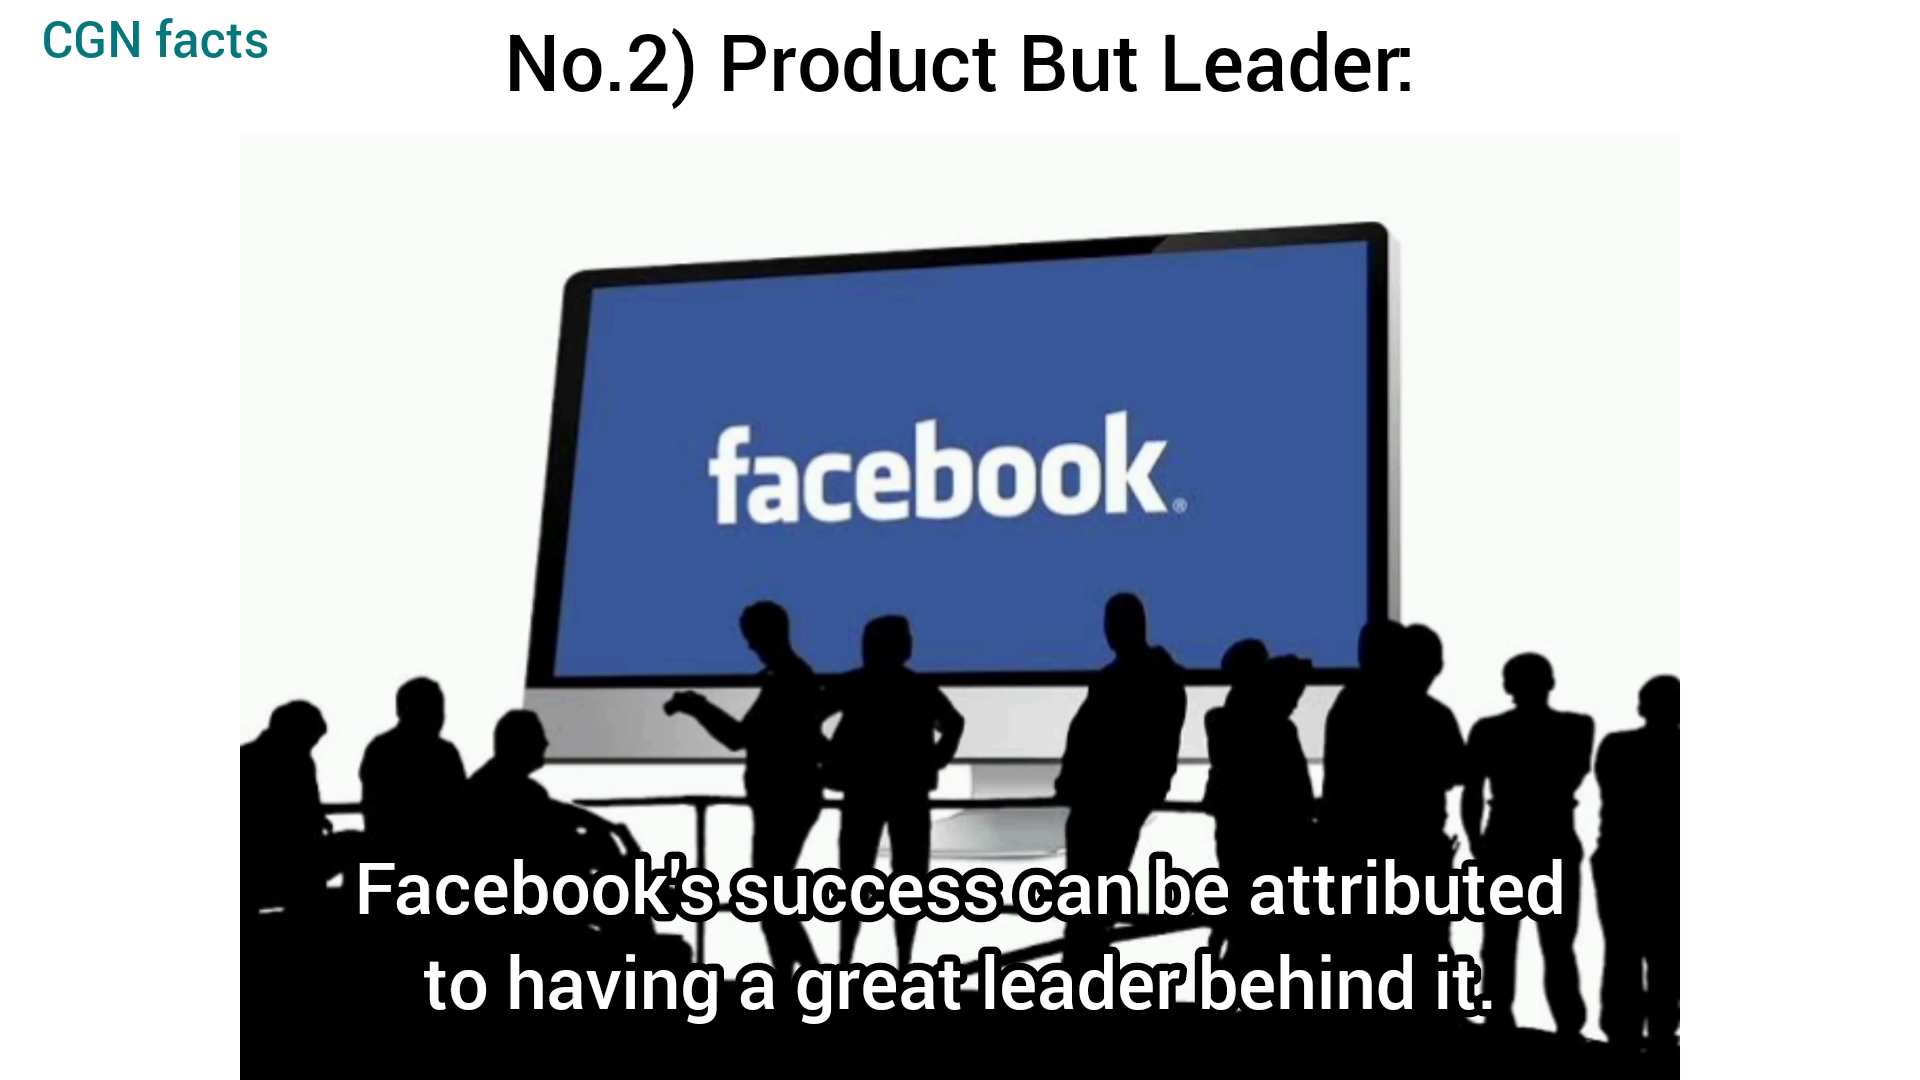 CGN facts
No.2) Product But Leader:
facebook®
Facebook's success can be attributed
to having a great leader behind it.